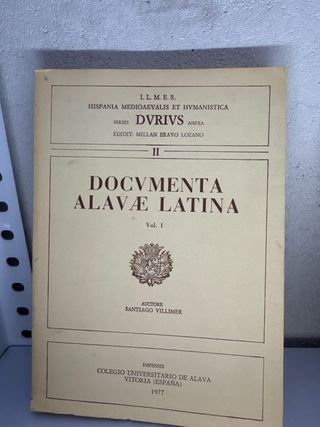 I. L. M. E. R.
HISPANIA MEDIOAEVALIS ET HVMANISTICA
SERIES DVRIVS ANEXA
EDIDIT: MILLAN BRAVO LOZANO
II
DOCVMENTA
ALAVÆ LATINA
Vol. I
AUCTORE
SANTIAGO VILLIMER
IMPENSIS
COLEGIO UNIVERSITARIO DE ALAVA
VITORIA (ESPAÑA)
1977